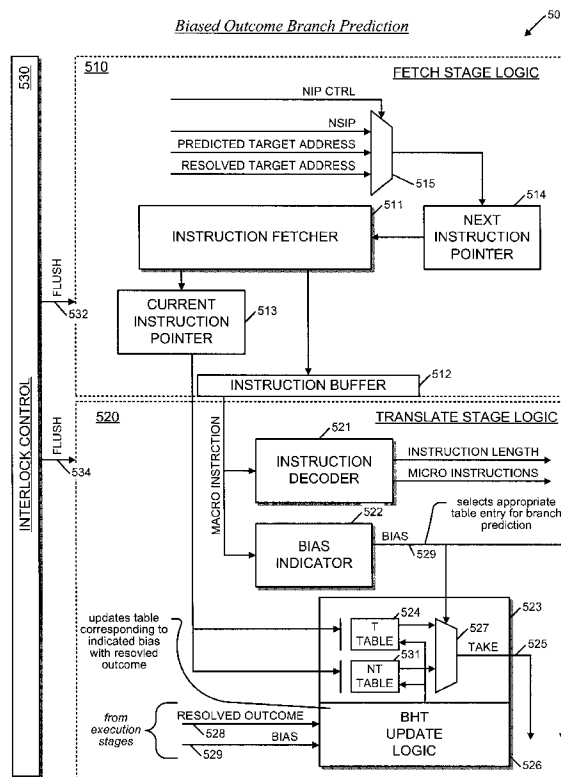 Biased Outcome Branch Prediction
50
530
INTERLOCK CONTROL
510
FETCH STAGE LOGIC
NIP CTRL
NSIP
PREDICTED TARGET ADDRESS
RESOLVED TARGET ADDRESS
515
511
514
INSTRUCTION FETCHER
NEXT
INSTRUCTION
POINTER
FLUSH
532
CURRENT
INSTRUCTION
POINTER
513
INSTRUCTION BUFFER
512
520
TRANSLATE STAGE LOGIC
FLUSH
534
MACRO INSTRCTION
521
INSTRUCTION
DECODER
INSTRUCTION LENGTH
MICRO INSTRUCTIONS
522
BIAS
INDICATOR
BIAS
529
selects appropriate
table entry for branch
prediction
updates table
corresponding to
indicated bias
with resovled
outcome
524
T
TABLE
523
527
525
TAKE
531
NT
TABLE
from
execution
stages
RESOLVED OUTCOME
528
BIAS
529
BHT
UPDATE
LOGIC
526